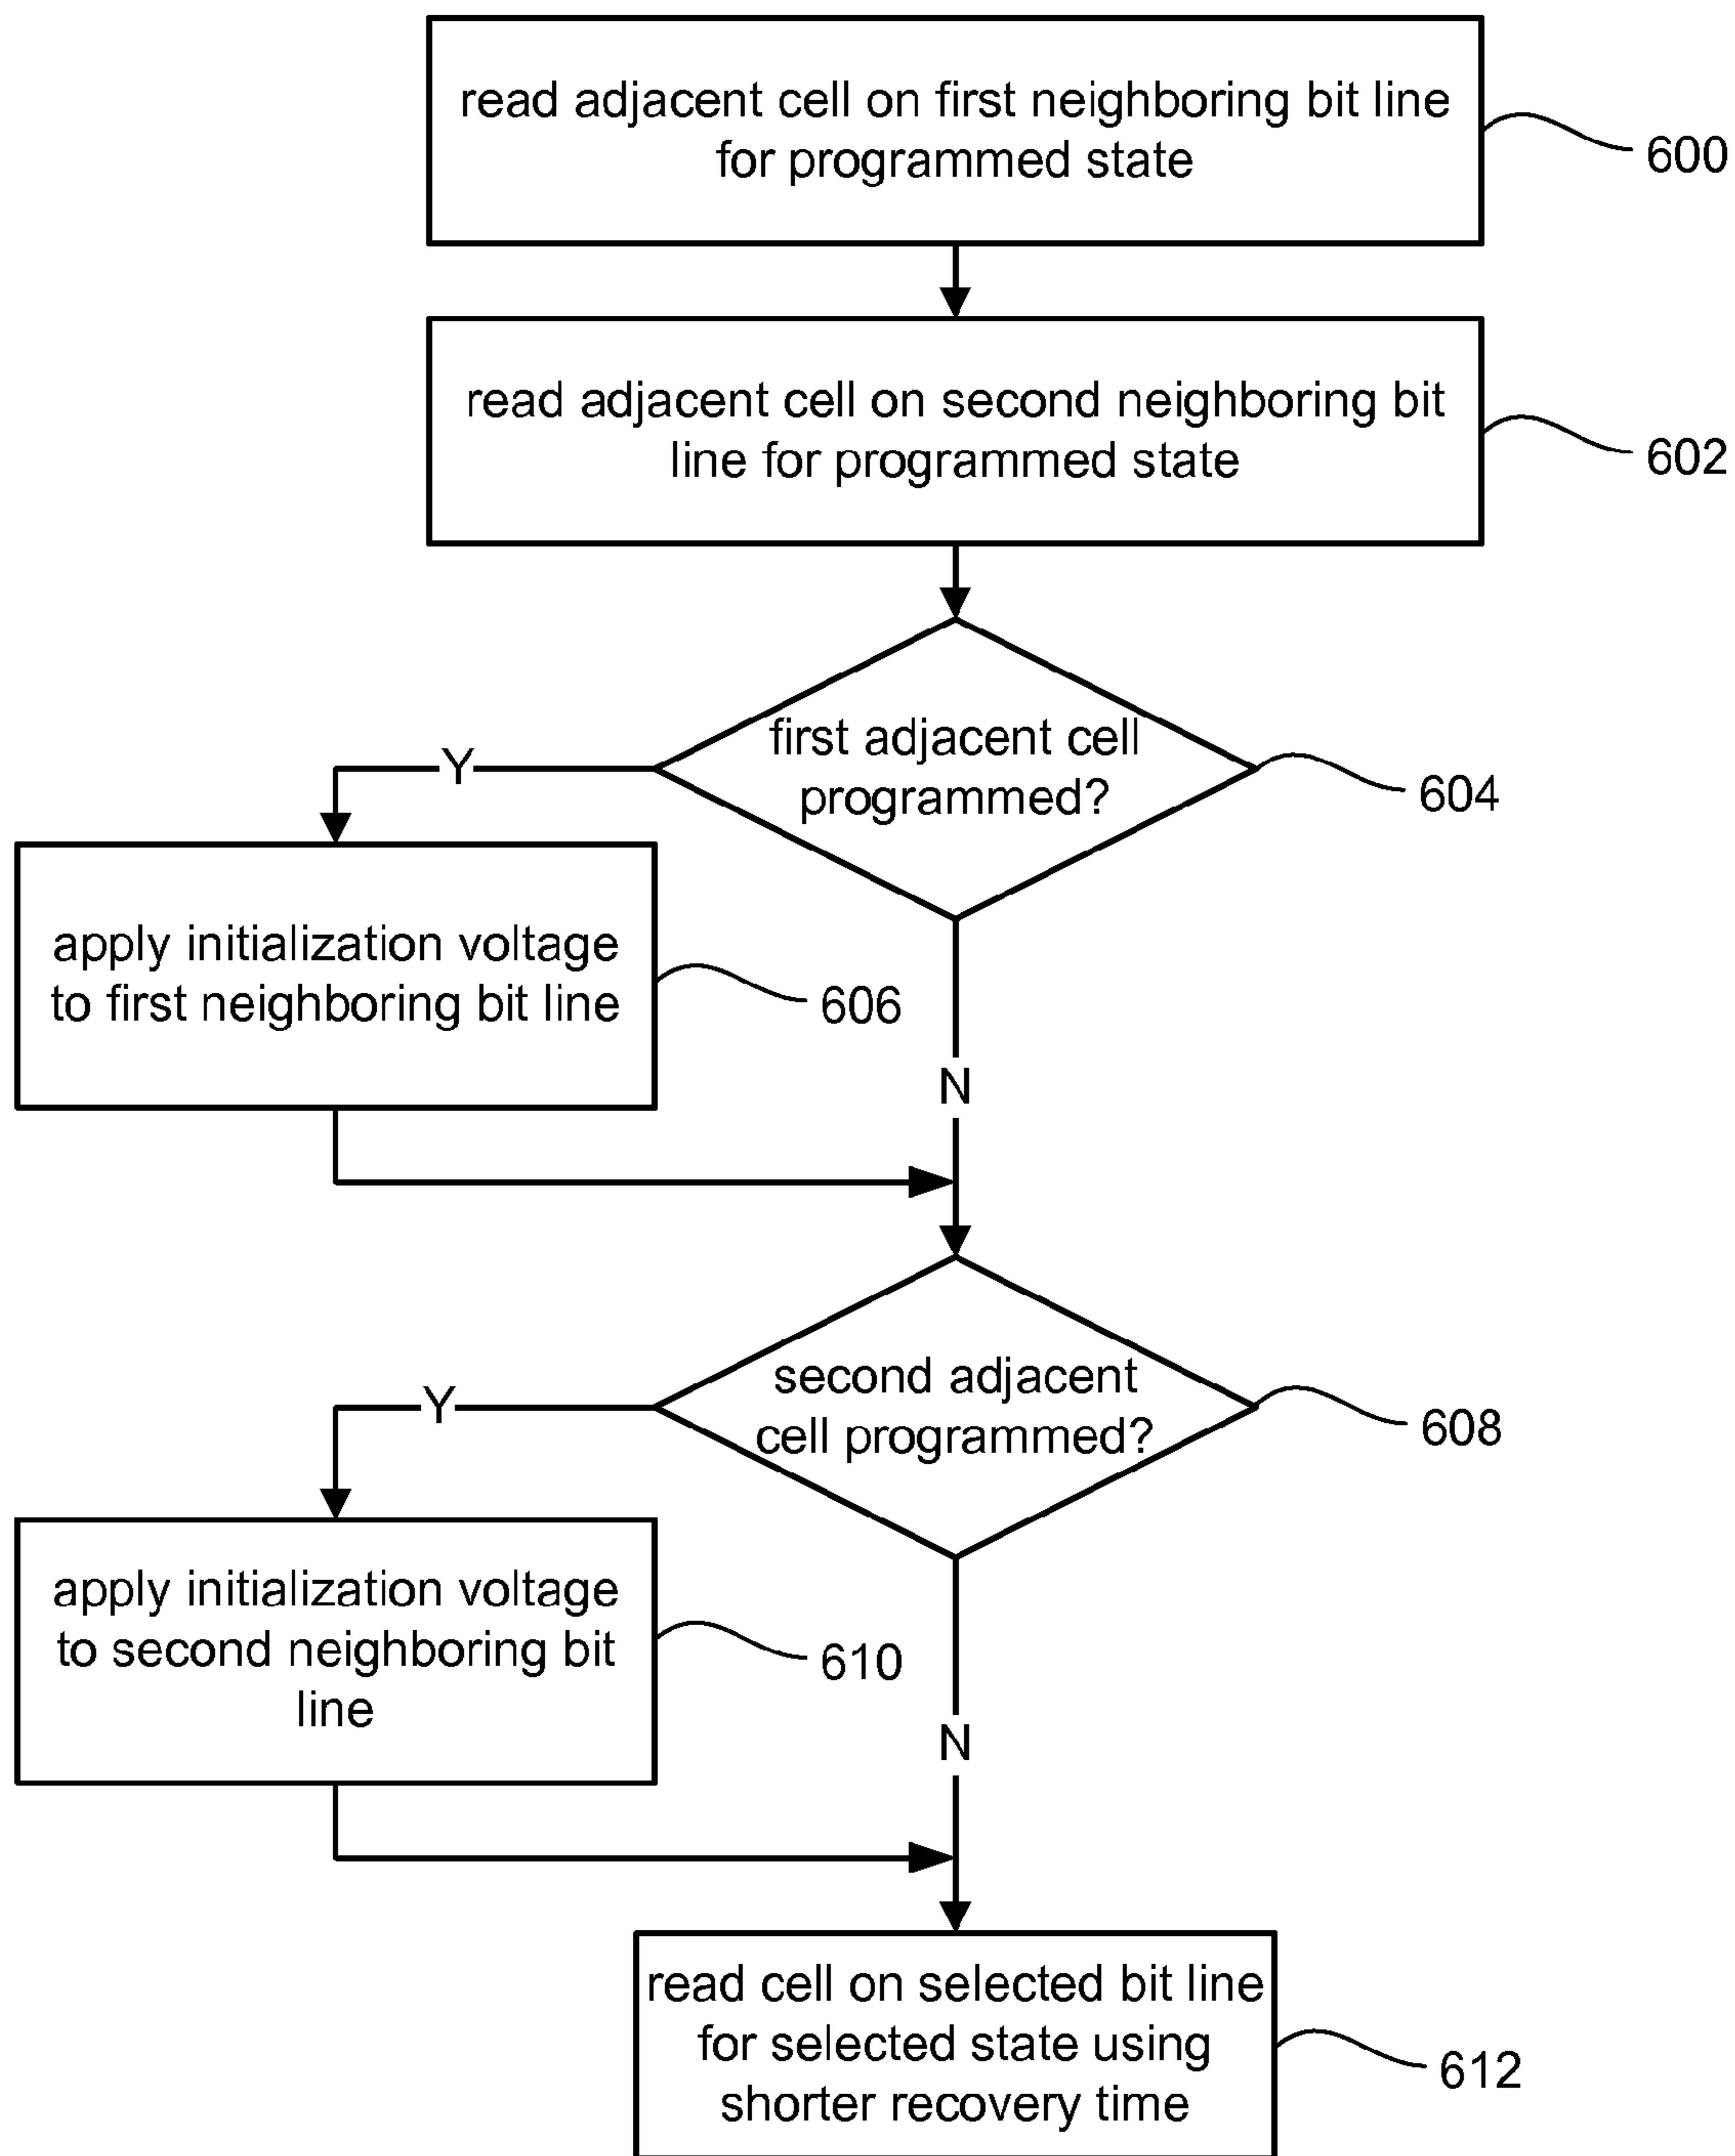 read adjacent cell on first neighboring bit line
for programmed state
600
read adjacent cell on second neighboring bit
line for programmed state
602
first adjacent cell
programmed?
604
Y
apply initialization voltage
to first neighboring bit line
606
N
second adjacent
cell programmed?
608
Y
apply initialization voltage
to second neighboring bit
line
610
N
read cell on selected bit line
for selected state using
shorter recovery time
612